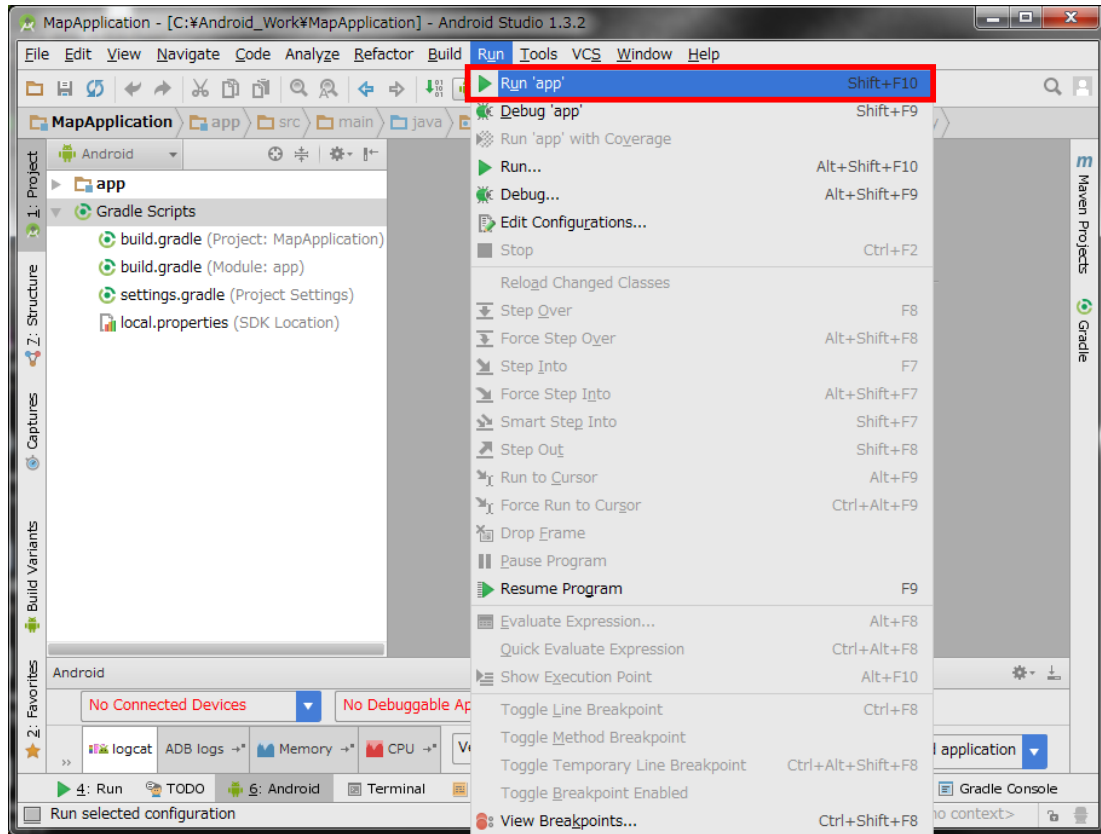 MapApplication - [C:¥Android_Work¥MapApplication] - Android Studio 1.3.2
File Edit View Navigate Code Analyze Refactor Build Run Tools VCS Window Help
MapApplication app src main java
Android
app
Gradle Scripts
build.gradle (Project: MapApplication)
build.gradle (Module: app)
settings.gradle (Project Settings)
local.properties (SDK Location)
1: Project
7: Structure
Captures
Build Variants
2: Favorites
Run 'app' Shift+F10
Debug 'app' Shift+F9
Run 'app' with Coverage
Run... Alt+Shift+F10
Debug... Alt+Shift+F9
Edit Configurations...
Stop Ctrl+F2
Reload Changed Classes
Step Over F8
Force Step Over Alt+Shift+F8
Step Into F7
Force Step Into Alt+Shift+F7
Smart Step Into Shift+F7
Step Out Shift+F8
Run to Cursor Alt+F9
Force Run to Cursor Ctrl+Alt+F9
Drop Frame
Pause Program
Resume Program F9
Evaluate Expression... Alt+F8
Quick Evaluate Expression Ctrl+Alt+F8
Show Execution Point Alt+F10
Toggle Line Breakpoint Ctrl+F8
Toggle Method Breakpoint
Toggle Temporary Line Breakpoint Ctrl+Alt+Shift+F8
Toggle Breakpoint Enabled
View Breakpoints... Ctrl+Shift+F8
Maven Projects
Gradle
Android
No Connected Devices No Debuggable Ap
logcat ADB logs Memory CPU application
4: Run TODO 6: Android Terminal Gradle Console
Run selected configuration context>